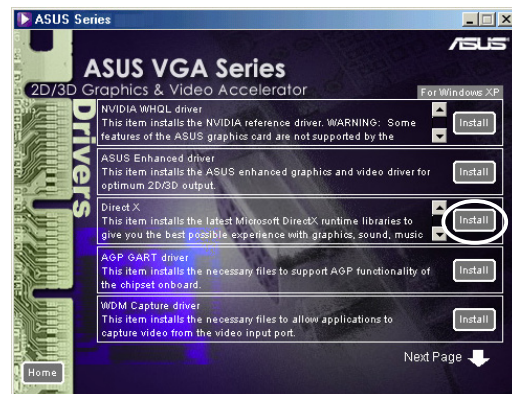 ASUS Series
ASUS
ASUS VGA Series
2D/3D Graphics & Video Accelerator
For Windows XP
Drivers
NVIDIA WHQL driver
This item installs the NVIDIA reference driver. WARNING: Some
features of the ASUS graphics card are not supported by the
Install
ASUS Enhanced driver
This item installs the ASUS enhanced graphics and video driver for
optimum 2D/3D output.
Install
Direct X
This item installs the latest Microsoft DirectX runtime libraries to
give you the best possible experience with graphics, sound, music
Install
AGP GART driver
This item installs the necessary files to support AGP functionality of
the chipset onboard.
Install
WDM Capture driver
This item installs the necessary files to allow applications to
capture video from the video input port.
Install
Next Page
Home